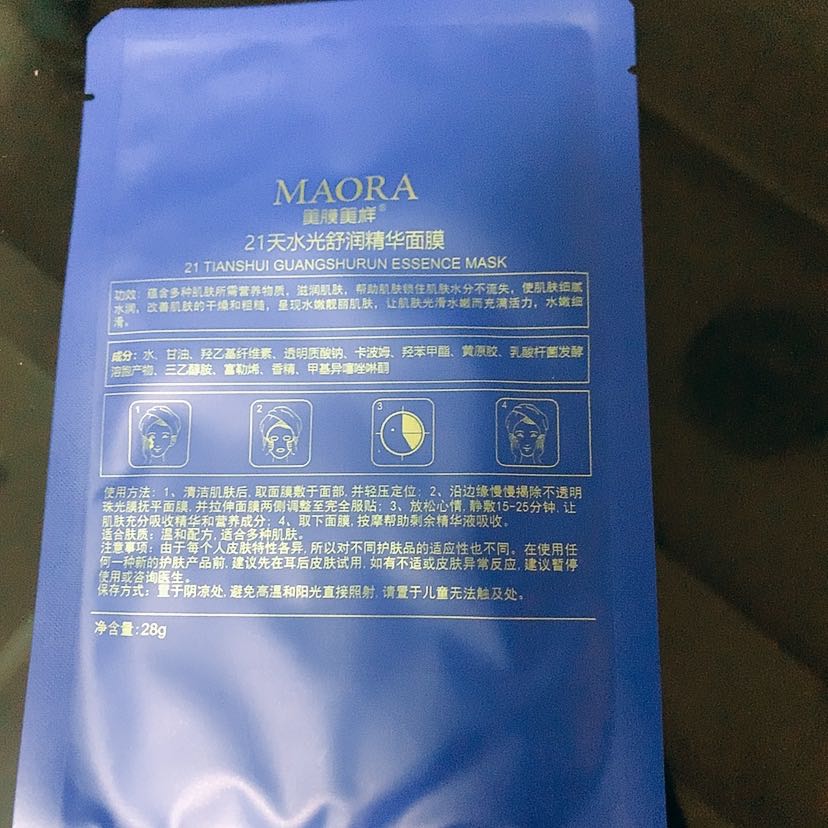 MAORA
美膜美样®
21天水光舒润精华面膜
21 TIANSHUI GUANGSHURUN ESSENCE MASK
功效：蕴含多种肌肤所需营养物质，滋润肌肤，帮助肌肤锁住肌肤水分不流失，使肌肤细腻
水润，改善肌肤的干燥和粗糙，呈现水嫩靓丽肌肤，让肌肤光滑水嫩而充满活力，水嫩细
滑。
成分：水、甘油、羟乙基纤维素、透明质酸钠、卡波姆、羟苯甲酯、黄原胶、乳酸杆菌发酵
溶胞产物、三乙醇胺、富勒烯、香精、甲基异噻唑啉酮
1
2
3
4
使用方法：1、清洁肌肤后，取面膜敷于面部，并轻压定位；2、沿边缘慢慢揭除不透明
珠光膜抚平面膜，并拉伸面膜两侧调整至完全服贴；3、放松心情，静敷15-25分钟，让
肌肤充分吸收精华和营养成分；4、取下面膜，按摩帮助剩余精华液吸收。
适合肤质：温和配方，适合多种肌肤。
注意事项：由于每个人皮肤特性各异，所以对不同护肤品的适应性也不同。在使用任
何一种新的护肤产品前，建议先在耳后皮肤试用，如有不适或皮肤异常反应，建议暂停
使用或咨询医生。
保存方式：置于阴凉处，避免高温和阳光直接照射，请置于儿童无法触及处。
净含量：28g